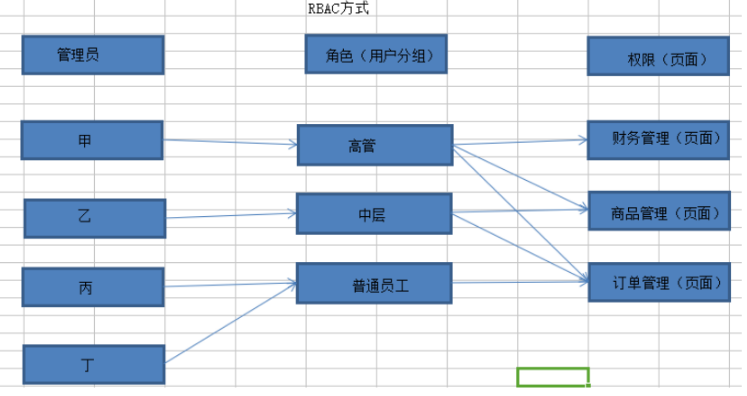 RBAC方式
管理员
角色（用户分组）
权限（页面）
甲
高管
财务管理（页面）
乙
中层
商品管理（页面）
丙
普通员工
订单管理（页面）
丁